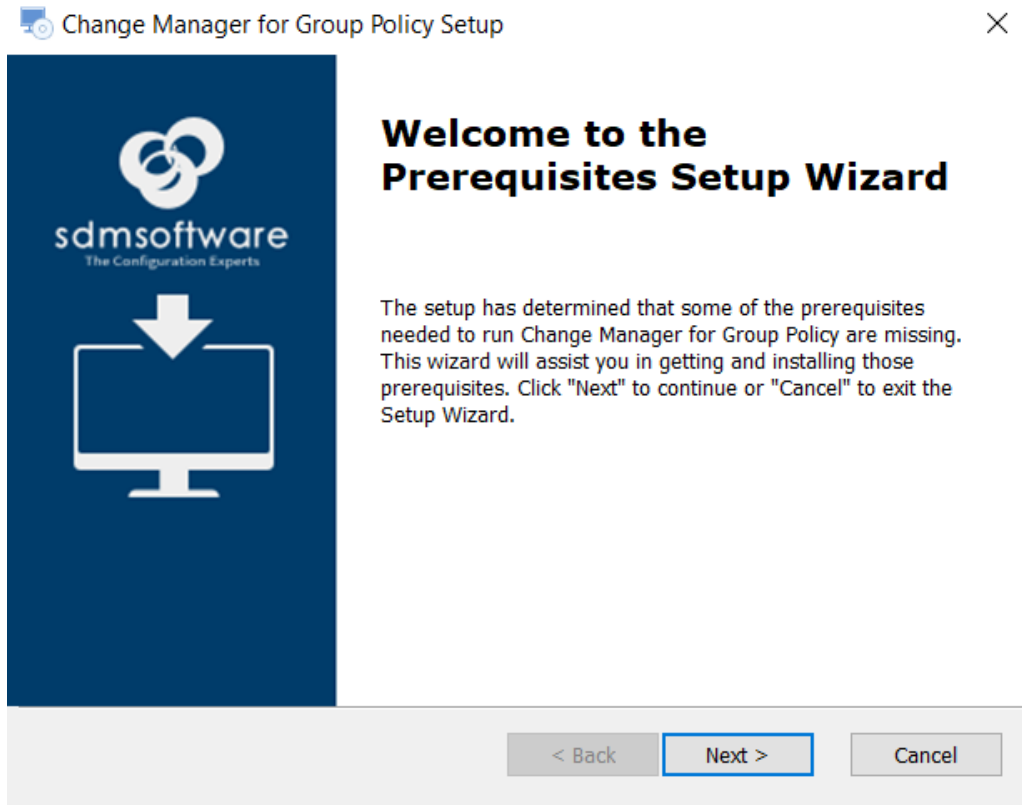 Change Manager for Group Policy Setup
sdmsoftware
The Configuration Experts
Welcome to the
Prerequisites Setup Wizard
The setup has determined that some of the prerequisites
needed to run Change Manager for Group Policy are missing.
This wizard will assist you in getting and installing those
prerequisites. Click "Next" to continue or "Cancel" to exit the
Setup Wizard.
< Back
Next >
Cancel